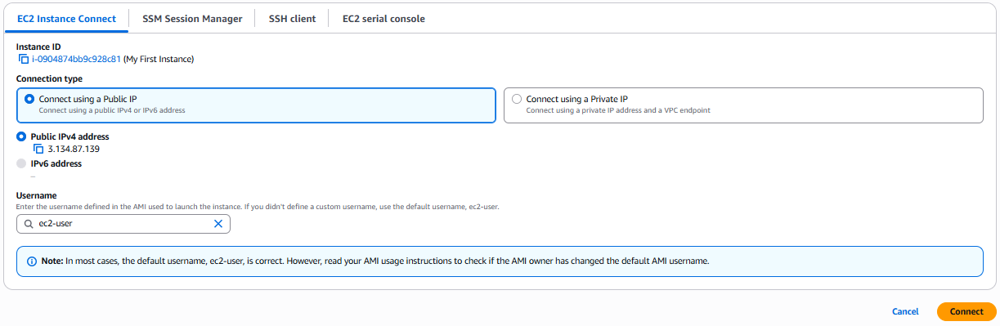 EC2 Instance Connect
SSM Session Manager
SSH client
EC2 serial console
Instance ID
i-0904874bb9c928c81 (My First Instance)
Connection type
Connect using a Public IP
Connect using a public IPv4 or IPv6 address
Connect using a Private IP
Connect using a private IP address and a VPC endpoint
Public IPv4 address
3.134.87.139
IPv6 address
–
Username
Enter the username defined in the AMI used to launch the instance. If you didn't define a custom username, use the default username, ec2-user.
ec2-user
Note: In most cases, the default username, ec2-user, is correct. However, read your AMI usage instructions to check if the AMI owner has changed the default AMI username.
Cancel
Connect